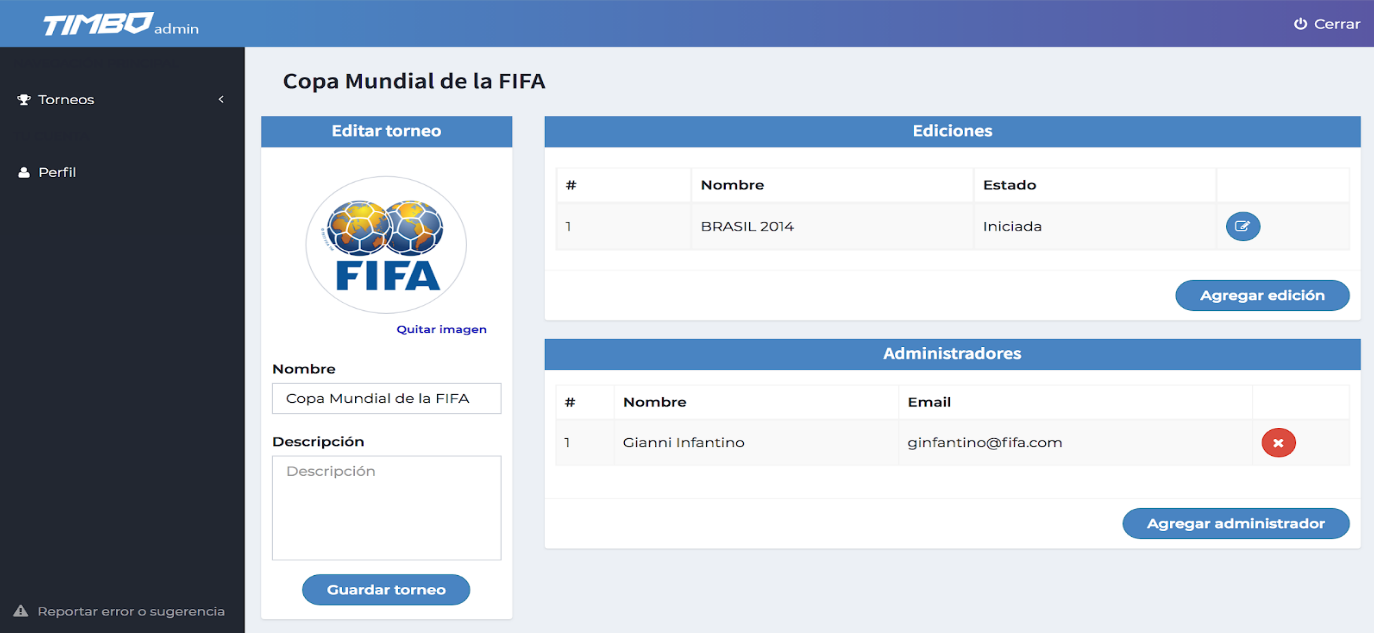 TIMBO admin
Cerrar
Torneos
Perfil
Reportar error o sugerencia
Copa Mundial de la FIFA
Editar torneo
FIFA
Quitar imagen
Nombre
Copa Mundial de la FIFA
Descripción
Descripción
Guardar torneo
Ediciones
# Nombre Estado
1 BRASIL 2014 Iniciada
Agregar edición
Administradores
# Nombre Email
1 Gianni Infantino ginfantino@fifa.com
Agregar administrador